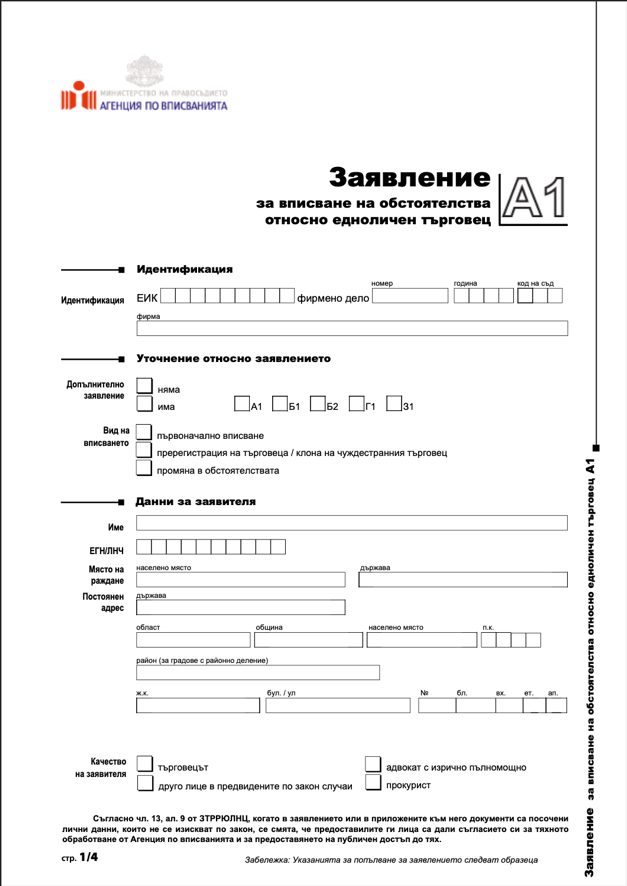 МИНИСТЕРСТВО НА ПРАВОСЪДИЕТО
АГЕНЦИЯ ПО ВПИСВАНИЯТА
Заявление
за вписване на обстоятелства
относно едноличен търговец
А1
Идентификация
номер година код на съд
Идентификация ЕИК фирмено дело
фирма
Уточнение относно заявлението
Допълнително
заявление
няма
има А1 Б1 Б2 Г1 З1
Вид на
вписването
първоначално вписване
пререгистрация на търговеца / клона на чуждестранния търговец
промяна в обстоятелствата
Данни за заявителя
Име
ЕГН/ЛНЧ
Място на
раждане
населено място държава
Постоянен
адрес
държава
област община населено място п.к.
район (за градове с районно деление)
ж.к. бул. / ул № бл. вх. ет. ап.
Качество
на заявителя
търговецът адвокат с изрично пълномощно
друго лице в предвидените по закон случаи прокурист
Съгласно чл. 13, ал. 9 от ЗТРРЮЛНЦ, когато в заявлението или в приложените към него документи са посочени
лични данни, които не се изискват по закон, се смята, че предоставилите ги лица са дали съгласието си за тяхното
обработване от Агенция по вписванията и за предоставянето на публичен достъп до тях.
стр. 1/4
Забележка: Указанията за попълване за заявлението следват образеца
Заявление за вписване на обстоятелства относно едноличен търговец А1